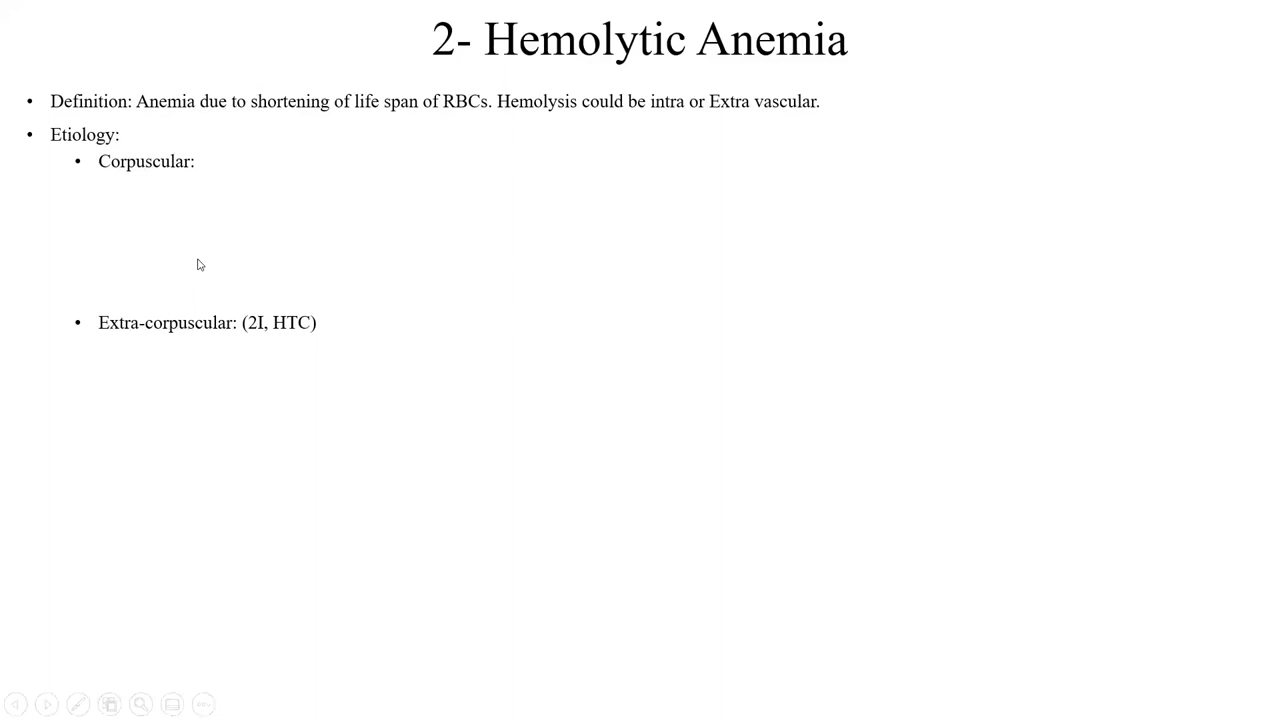 2- Hemolytic Anemia
• Definition: Anemia due to shortening of life span of RBCs. Hemolysis could be intra or Extra vascular.
• Etiology:
• Corpuscular:
• Extra-corpuscular: (2I, HTC)